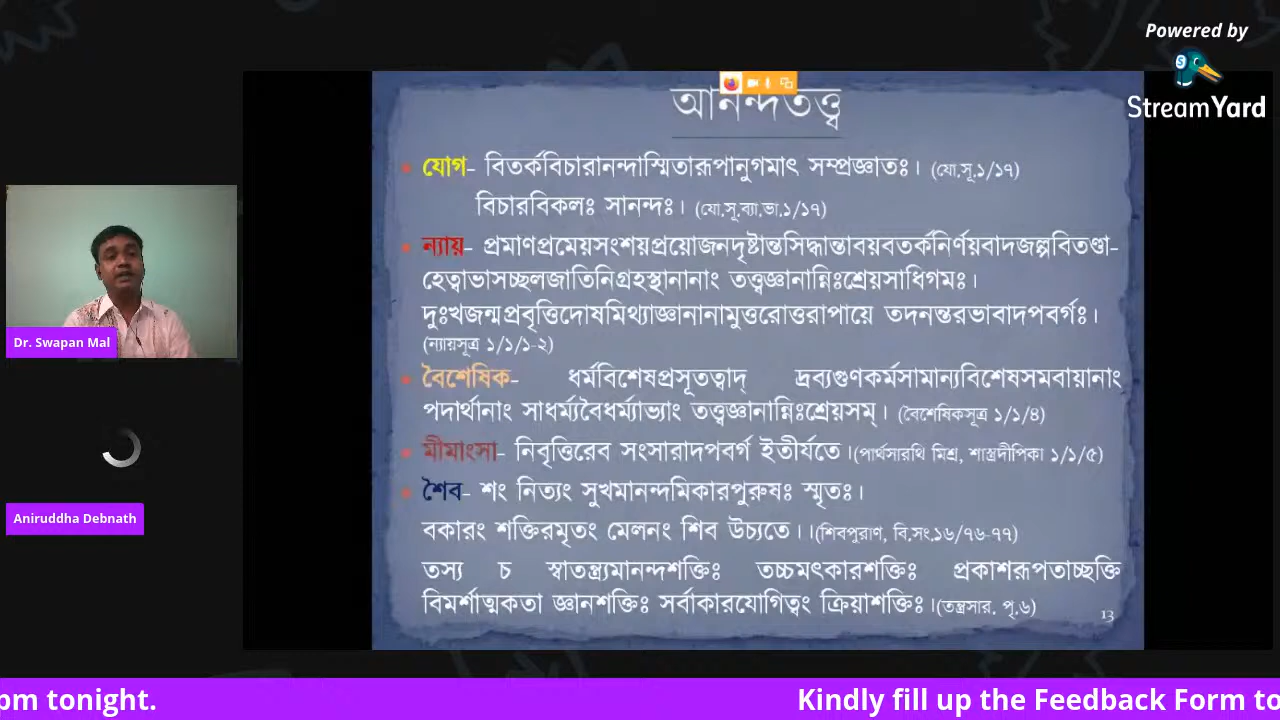 Powered by
StreamYard
আনন্দতত্ত্ব
যোগ- বিতর্কবিচারানন্দাস্মিতারূপানুগমাৎ সম্প্রজ্ঞাতঃ। (যো.সূ.১/১৭)
বিচারবিকলঃ সানন্দঃ। (যো.সূ.ব্যা.ভা.১/১৭)
ন্যায়- প্রমাণপ্রমেয়সংশয়প্রয়োজনদৃষ্টান্তসিদ্ধান্তাবয়বতর্কনির্ণয়বাদজল্পবিতণ্ডা-
হেত্বাভাসচ্ছলজাতিনিগ্রহস্থানানাং তত্ত্বজ্ঞানান্নিঃশ্রেয়সাধিগমঃ।
দুঃখজন্মপ্রবৃত্তিদোষমিথ্যাজ্ঞানানামুত্তরোত্তরাপায়ে তদনন্তরভাবাদপবর্গঃ।
(ন্যায়সূত্র ১/১/১-২)
বৈশেষিক- ধর্মবিশেষপ্রসূতত্বাদ্ দ্রব্যগুণকর্মসামান্যবিশেষসমবায়ানাং
পদার্থানাং সাধর্ম্যবৈধর্ম্যাভ্যাং তত্ত্বজ্ঞানান্নিঃশ্রেয়সম্। (বৈশেষিকসূত্র ১/১/৪)
মীমাংসা- নিবৃত্তিরেব সংসারাদপবর্গ ইতীর্যতে।(পার্থসারথি মিশ্র, শাস্ত্রদীপিকা ১/১/৫)
শৈব- শং নিত্যং সুখমানন্দমিকারপুরুষঃ স্মৃতঃ।
বকারং শক্তিরমৃতং মেলনং শিব উচ্যতে।।(শিবপুরাণ, বি.সং.১৬/৭৬-৭৭)
তস্য চ স্বাতন্ত্র্যমানন্দশক্তিঃ তচ্চমৎকারশক্তিঃ প্রকাশরূপতাচ্ছক্তি
বিমর্শাত্মকতা জ্ঞানশক্তিঃ সর্বাকারযোগিত্বং ক্রিয়াশক্তিঃ।(তন্ত্রসার. পৃ.৬)
13
Dr. Swapan Mal
Aniruddha Debnath
pm tonight. Kindly fill up the Feedback Form to